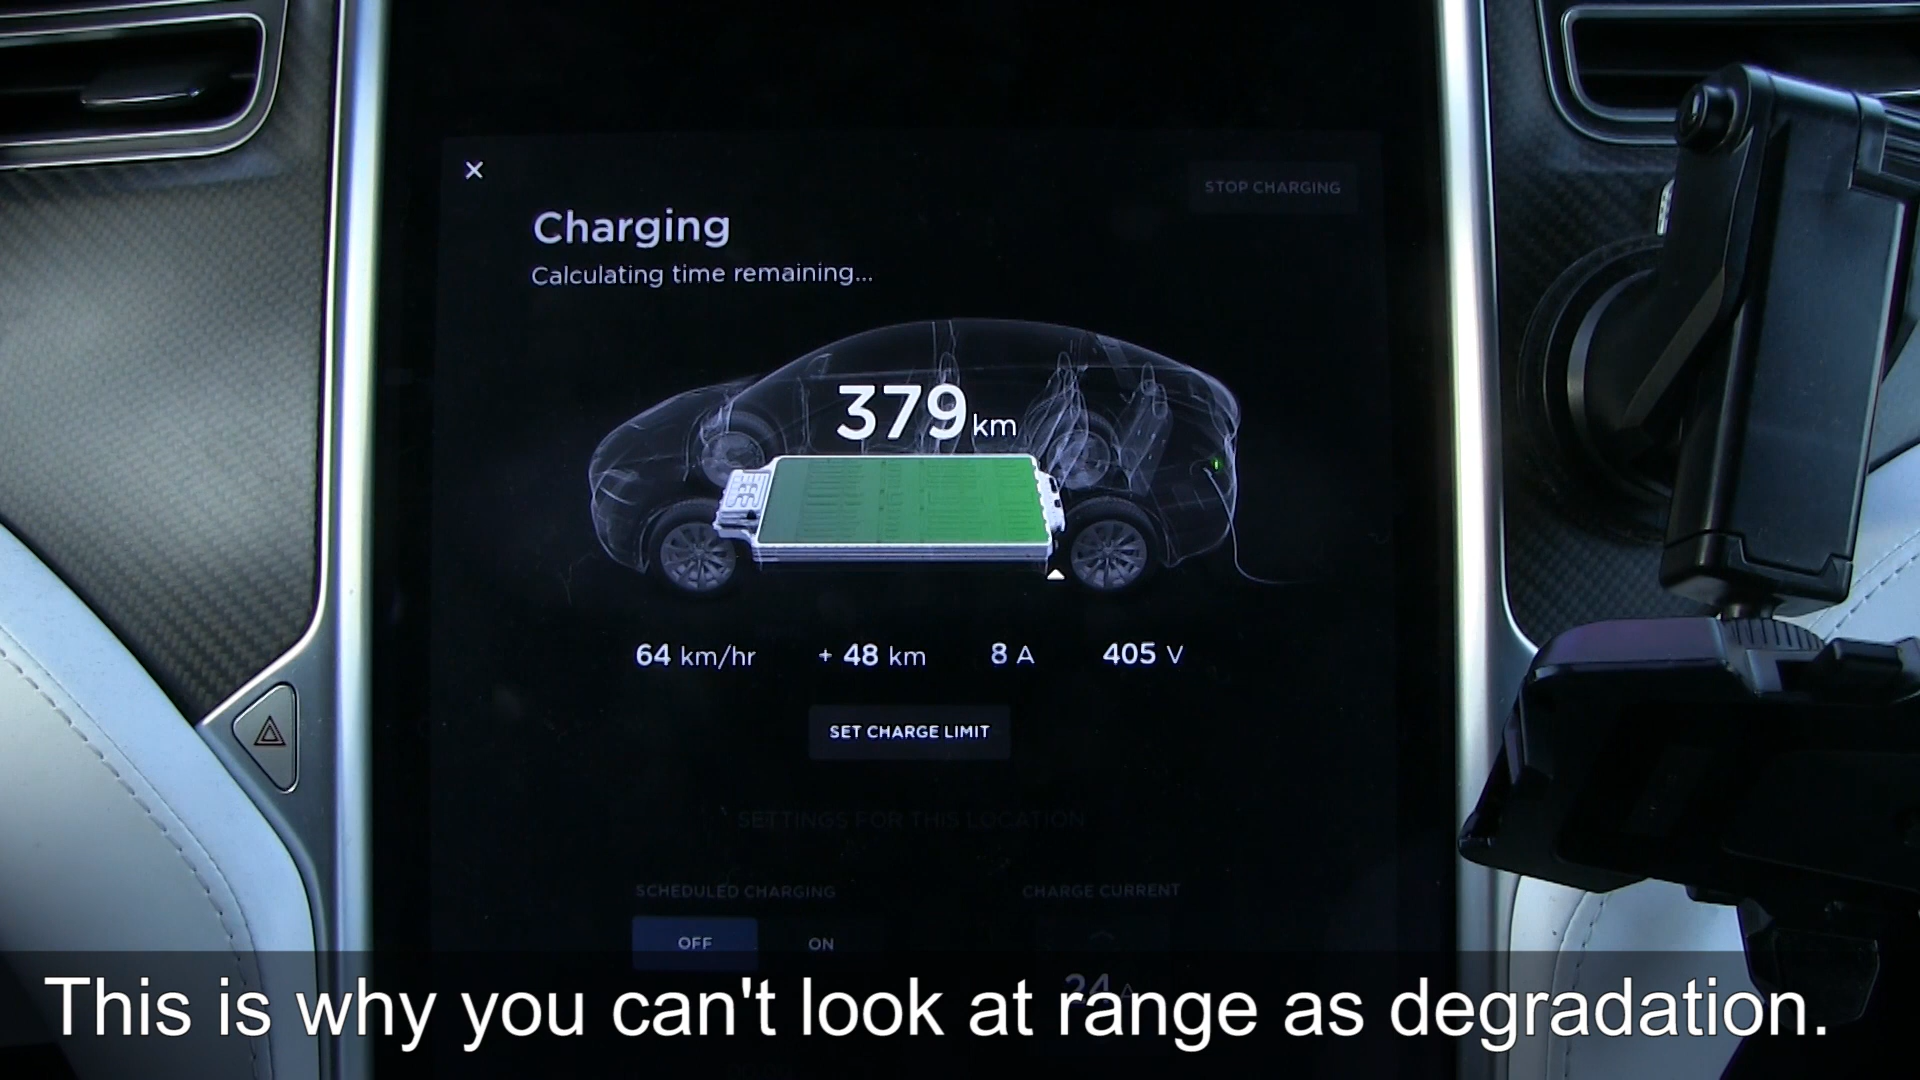 STOP CHARGING
Charging
Calculating time remaining...
379 km
64 km/hr + 48 km 8 A 405 V
SET CHARGE LIMIT
SETTINGS FOR THIS LOCATION
SCHEDULED CHARGING CHARGE CURRENT
OFF ON
24 A
This is why you can't look at range as degradation.